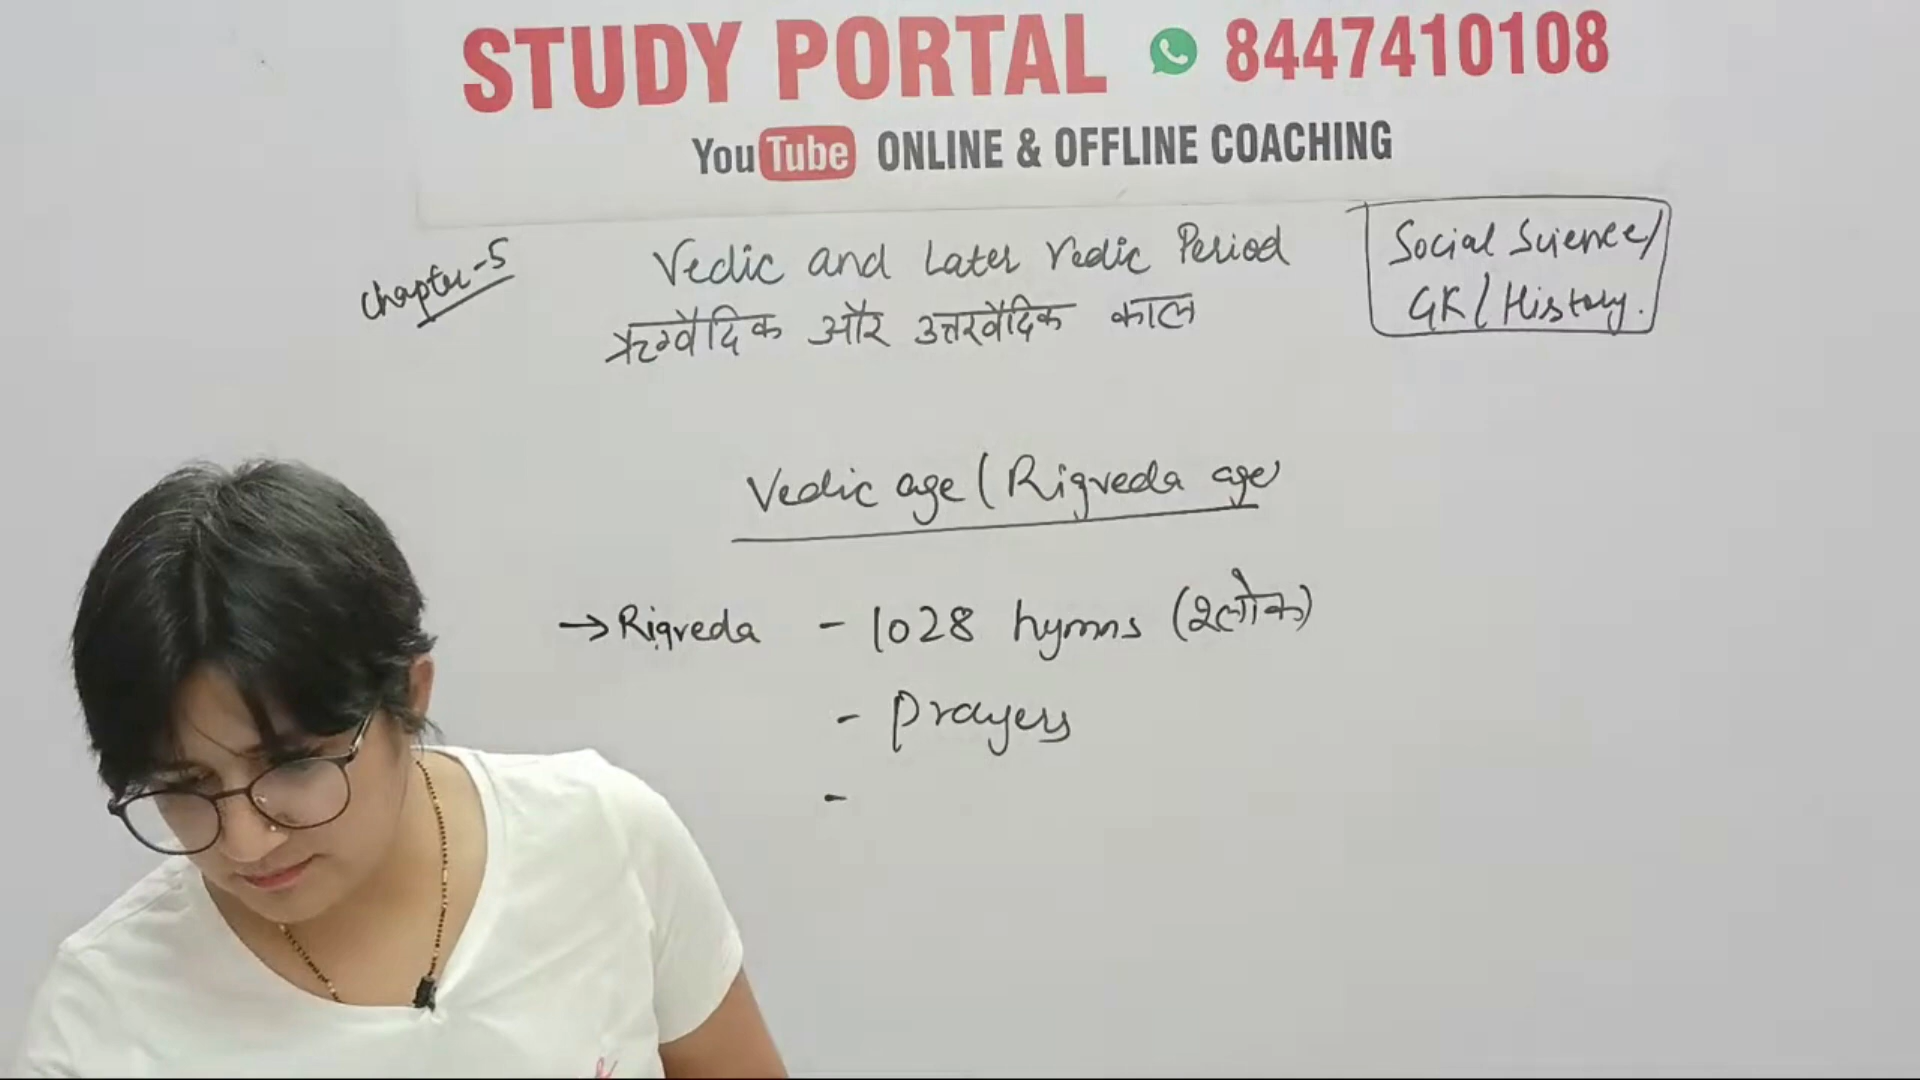 STUDY PORTAL 8447410108
YouTube ONLINE & OFFLINE COACHING
Chapter-5
Vedic and Later Vedic Period
ऋग्वैदिक और उत्तरवैदिक काल
Social Science/
GK/History.
Vedic age (Rigveda age
→Rigveda - 1028 hymns (श्लोक)
- Prayers
-